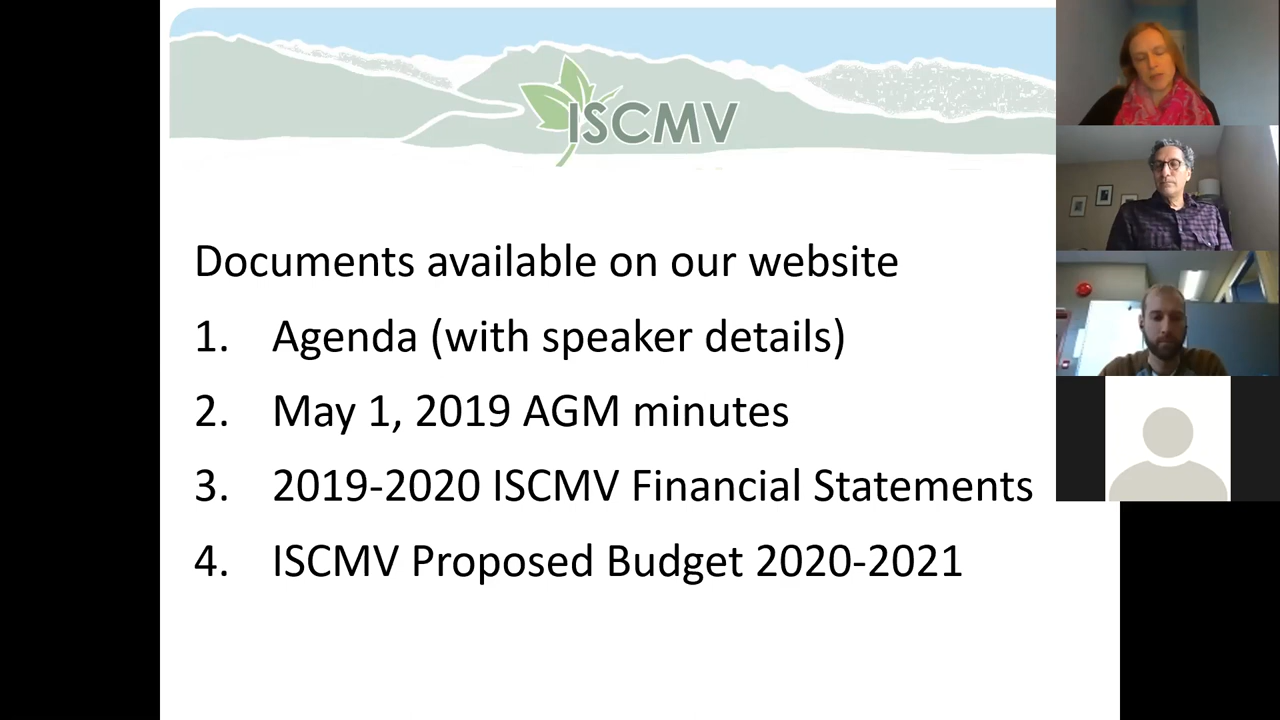 ISCMV
Documents available on our website
1. Agenda (with speaker details)
2. May 1, 2019 AGM minutes
3. 2019-2020 ISCMV Financial Statements
4. ISCMV Proposed Budget 2020-2021